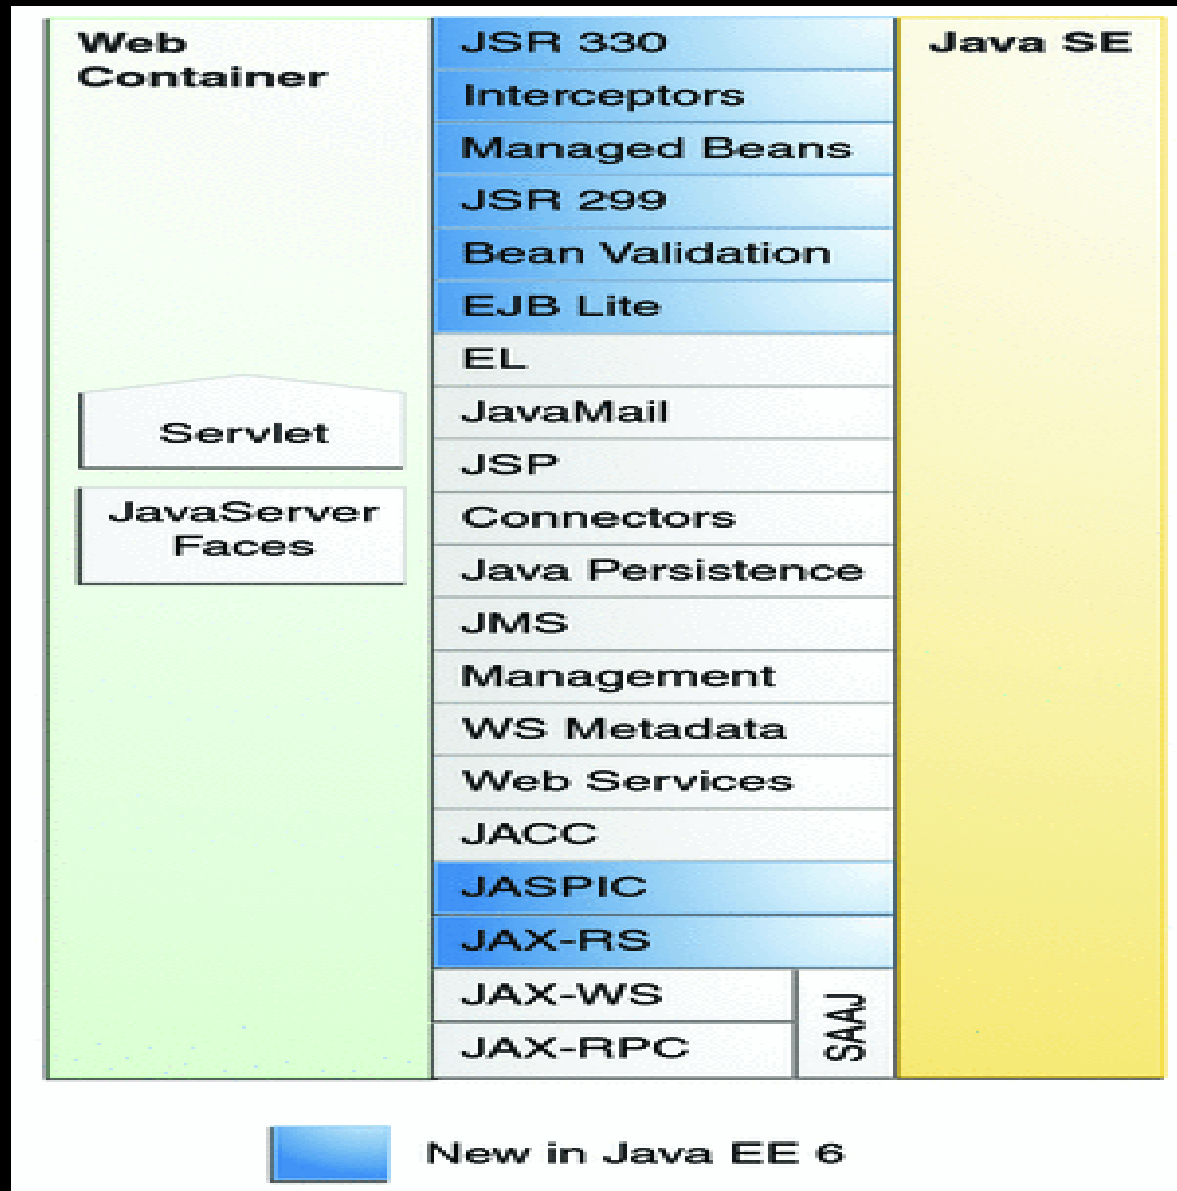 Web
Container
Servlet
JavaServer
Faces
JSR 330
Interceptors
Managed Beans
JSR 299
Bean Validation
EJB Lite
EL
JavaMail
JSP
Connectors
Java Persistence
JMS
Management
WS Metadata
Web Services
JACC
JASPIC
JAX-RS
JAX-WS
JAX-RPC
SAAJ
Java SE
New in Java EE 6